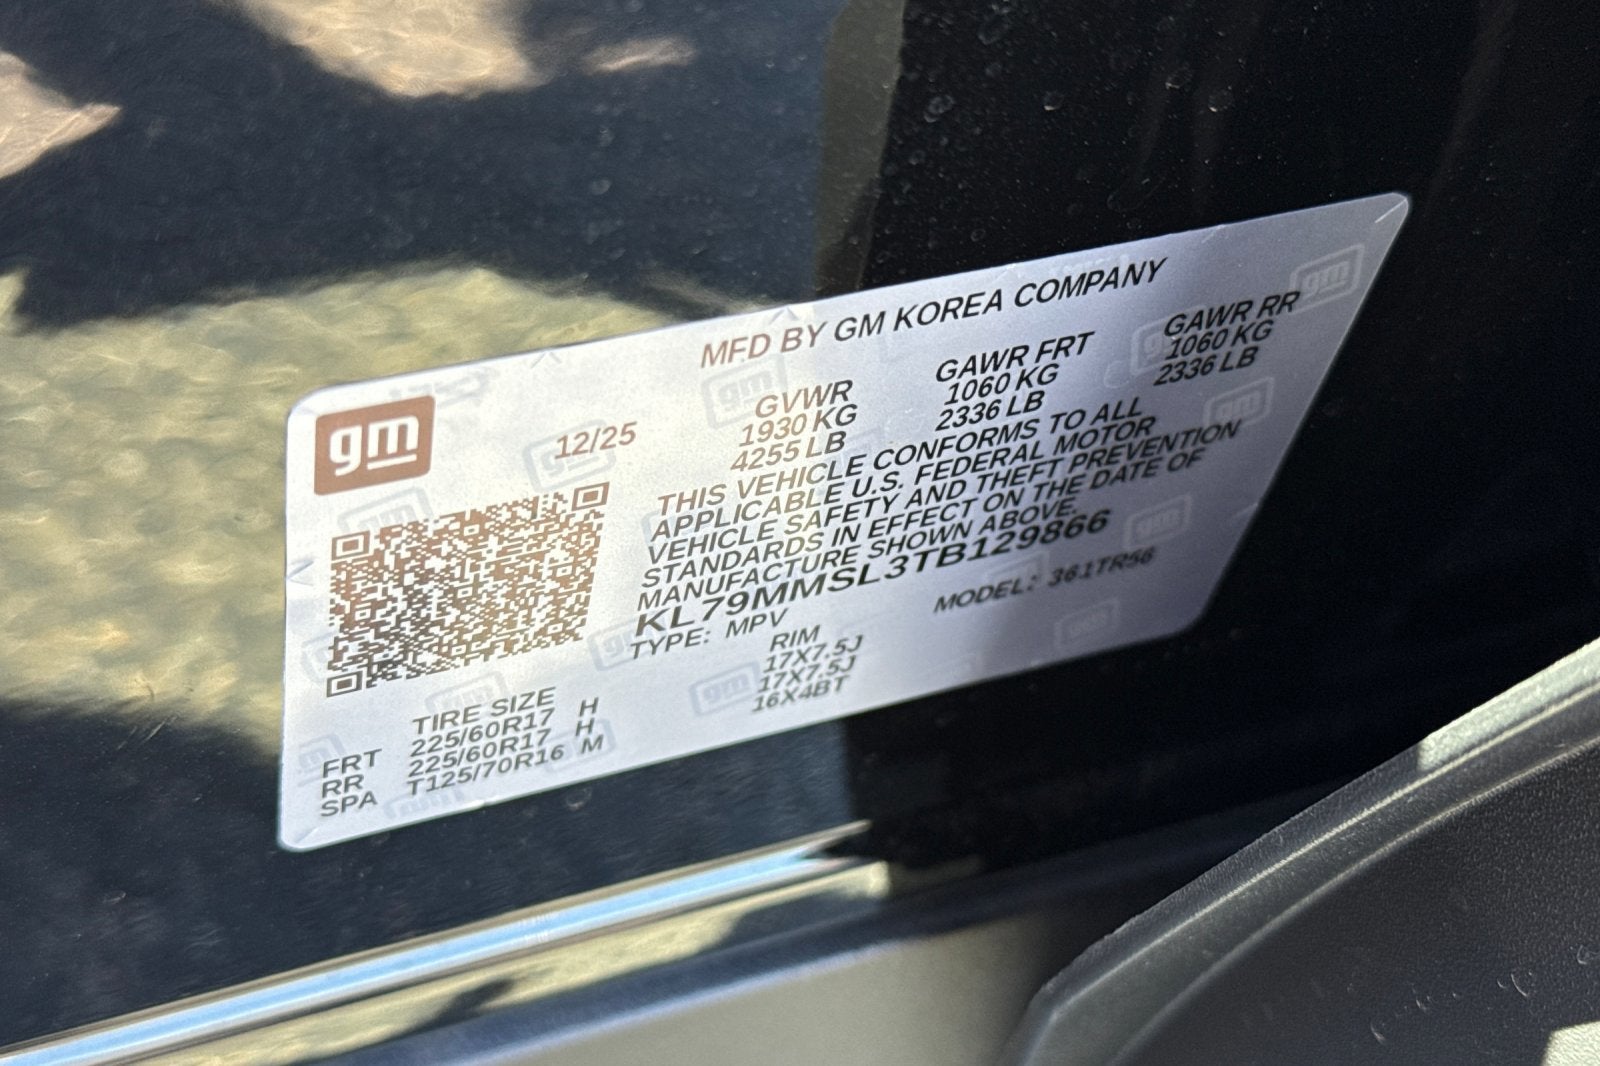 MFD BY GM KOREA COMPANY
gm
12/25
GVWR GAWR FRT GAWR RR
1930 KG 1060 KG 1060 KG
4255 LB 2336 LB 2336 LB
THIS VEHICLE CONFORMS TO ALL
APPLICABLE U.S. FEDERAL MOTOR
VEHICLE SAFETY AND THEFT PREVENTION
STANDARDS IN EFFECT ON THE DATE OF
MANUFACTURE SHOWN ABOVE.
KL79MMSL3TB129866
TYPE: MPV MODEL: 361TR56
TIRE SIZE RIM
FRT 225/60R17 H 17X7.5J
RR 225/60R17 H 17X7.5J
SPA T125/70R16 M 16X4BT